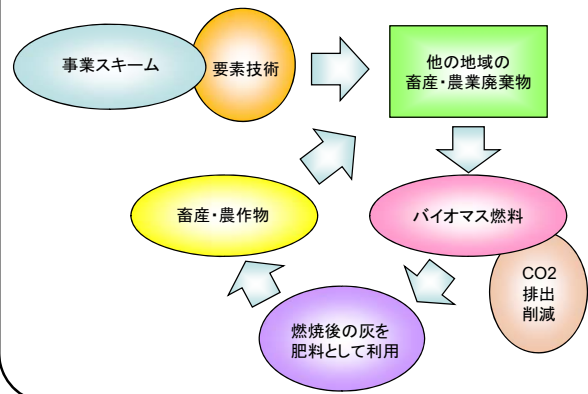 事業スキーム
要素技術
他の地域の
畜産・農業廃棄物
畜産・農作物
バイオマス燃料
CO2
排出
削減
燃焼後の灰を
肥料として利用